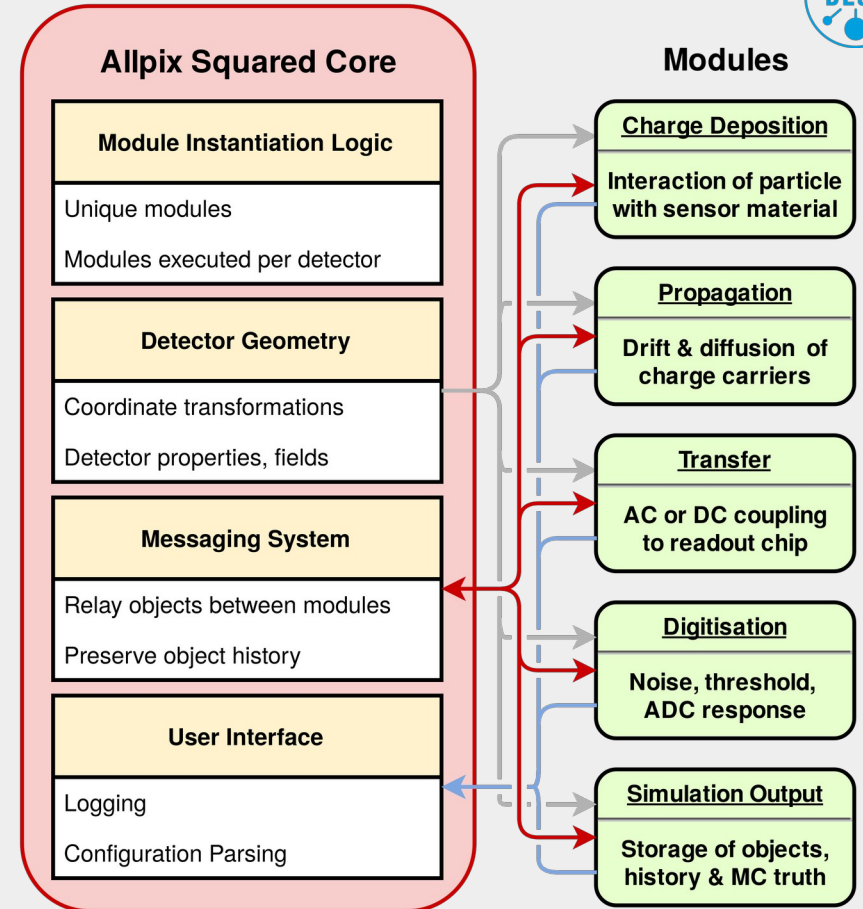 Allpix Squared Core
Module Instantiation Logic
Unique modules
Modules executed per detector
Detector Geometry
Coordinate transformations
Detector properties, fields
Messaging System
Relay objects between modules
Preserve object history
User Interface
Logging
Configuration Parsing
Modules
Charge Deposition
Interaction of particle
with sensor material
Propagation
Drift & diffusion of
charge carriers
Transfer
AC or DC coupling
to readout chip
Digitisation
Noise, threshold,
ADC response
Simulation Output
Storage of objects,
history & MC truth